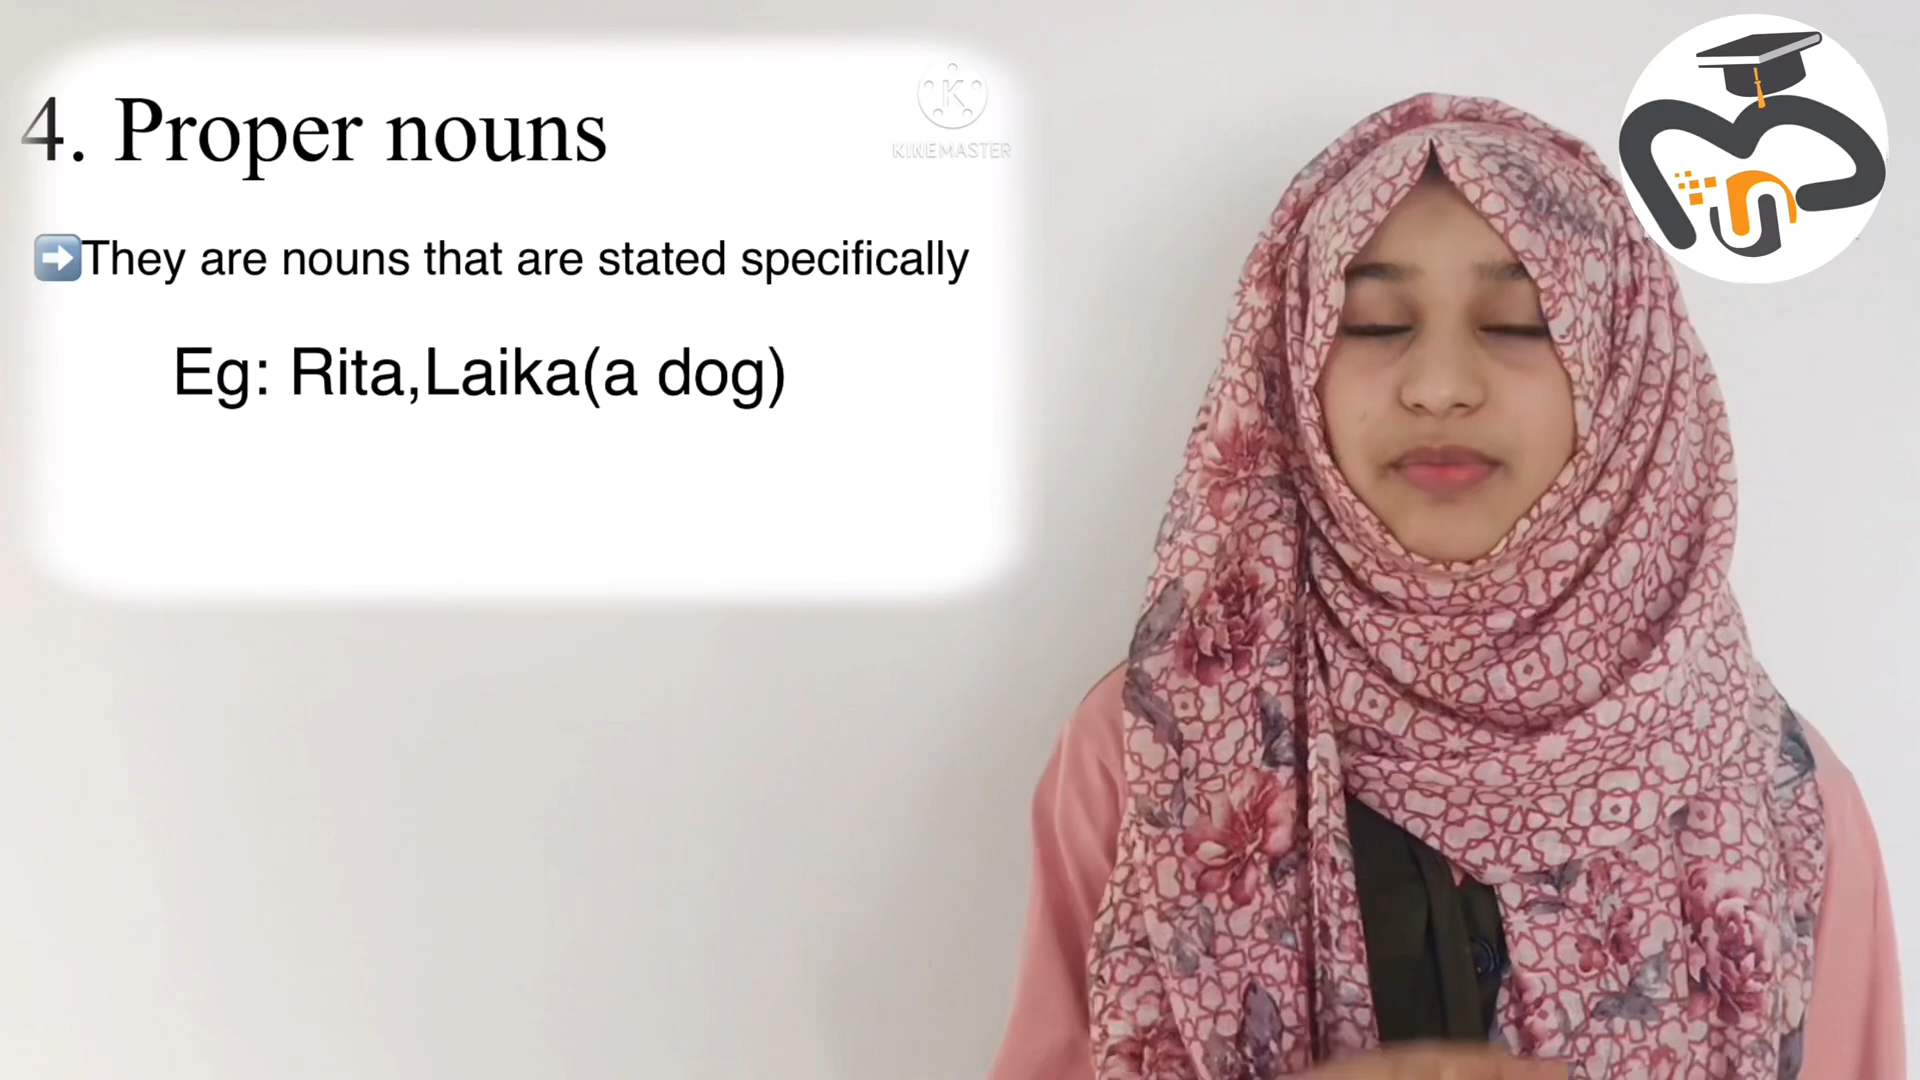 4. Proper nouns
KINEMASTER
➡️They are nouns that are stated specifically
Eg: Rita,Laika(a dog)